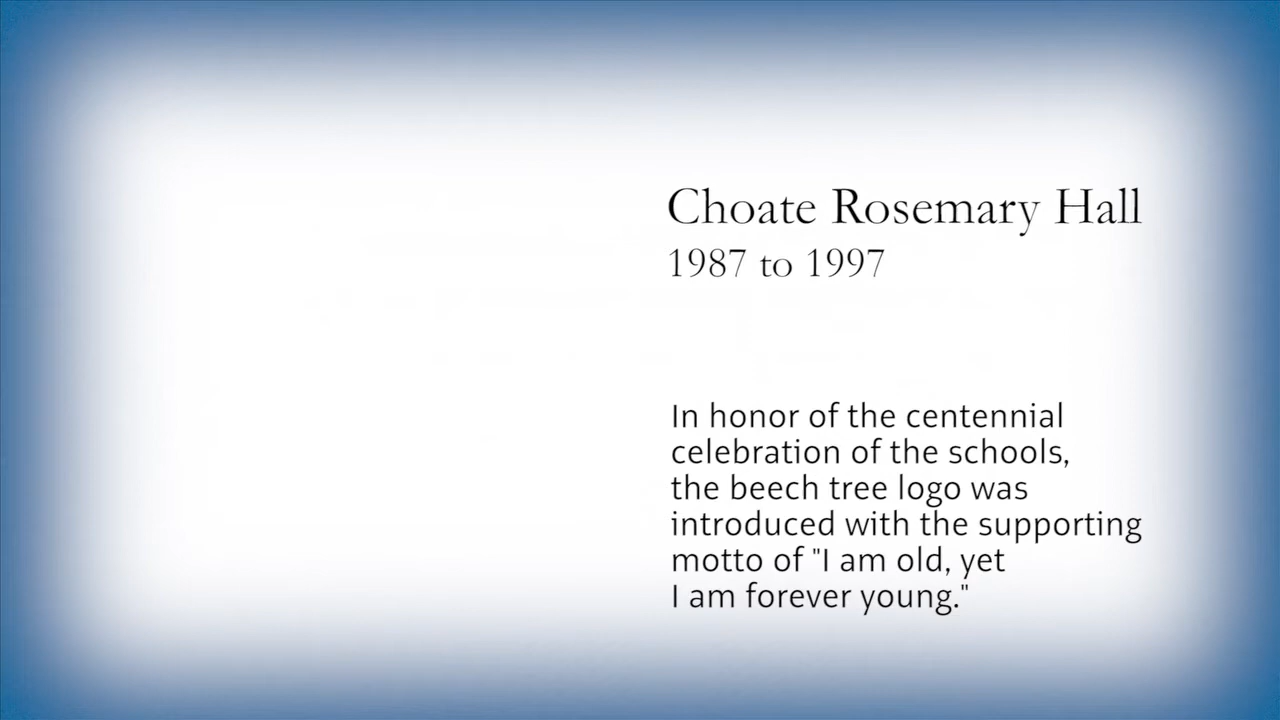 Choate Rosemary Hall
1987 to 1997
In honor of the centennial
celebration of the schools,
the beech tree logo was
introduced with the supporting
motto of "I am old, yet
I am forever young."